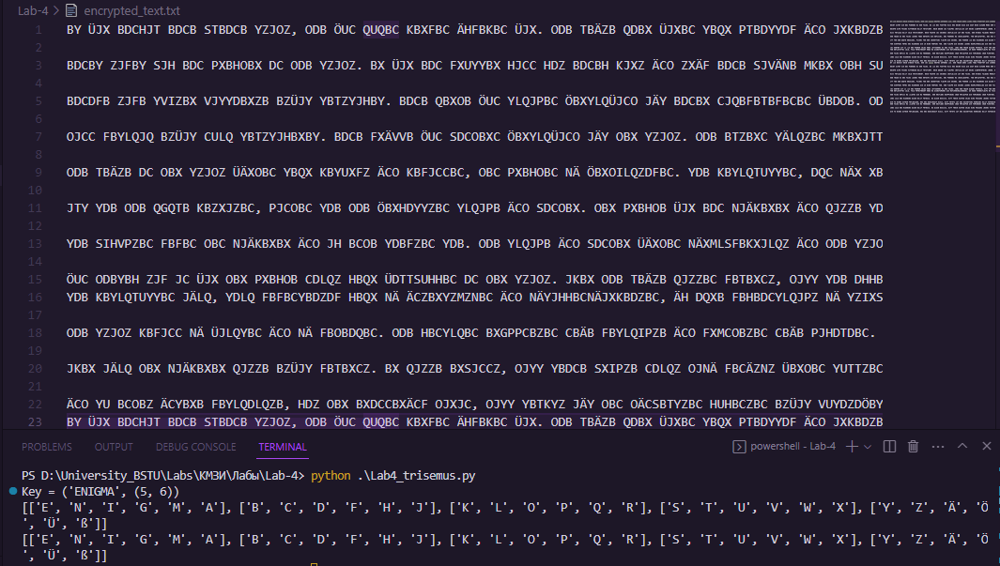 Lab-4 > encrypted_text.txt
1 BY ÜJX BDCHJT BDCB STBDCB YZJOZ, ODB ÖUC QUQBC KBXFBC ÄHFBKBC ÜJX. ODB TBÄZB QDBX ÜJXBC YBQX PTBDYYDF ÄCO JXKBDZB
2
3 BDCBY ZJFBY SJH BDC PXBHOBX DC ODB YZJOZ. BX ÜJX BDC FXUYYBX HJCC HDZ BDCBH KJXZ ÄCO ZXÄF BDCB SJVÄNB MKBX OBH SU
4
5 BDCDFB ZJFB YVIZBX VJYYDBXZB BZÜJY YBTZYJHBY. BDCB QBXOB ÖUC YLQJPBC ÖBXYLQÜJCO JÄY BDCBX CJQBFBTBFBCBC ÜBDOB. OD
6
7 OJCC FBYLQJQ BZÜJY CULQ YBTZYJHBXBY. BDCB FXÄVVB ÖUC SDCOBXC ÖBXYLQÜJCO JÄY OBX YZJOZ. ODB BTZBXC YÄLQZBC MKBXJTT
8
9 ODB TBÄZB DC OBX YZJOZ ÜÄXOBC YBQX KBYUXFZ ÄCO KBFJCCBC, OBC PXBHOBC NÄ ÖBXOILQZDFBC. YDB KBYLQTUYYBC, DQC NÄX XB
10
11 JTY YDB ODB QGQTB KBZXJZBC, PJCOBC YDB ODB ÖBXHDYYZBC YLQJPB ÄCO SDCOBX. OBX PXBHOB ÜJX BDC NJÄKBXBX ÄCO QJZZB YD
12
13 YDB SIHVPZBC FBFBC OBC NJÄKBXBX ÄCO JH BCOB YDBFZBC YDB. ODB YLQJPB ÄCO SDCOBX ÜÄXOBC NÄXMLSFBKXJLQZ ÄCO ODB YZJO
14
15 ÖUC ODBYBH ZJF JC ÜJX OBX PXBHOB CDLQZ HBQX ÜDTTSUHHBC DC OBX YZJOZ. JKBX ODB TBÄZB QJZZBC FBTBXCZ, OJYY YDB DHHB
16 YDB KBYLQTUYYBC JÄLQ, YDLQ FBFBCYBDZDF HBQX NÄ ÄCZBXYZMZNBC ÄCO NÄYJHHBCNÄJXKBDZBC, ÄH DQXB FBHBDCYLQJPZ NÄ YZIXS
17
18 ODB YZJOZ KBFJCC NÄ ÜJLQYBC ÄCO NÄ FBOBDQBC. ODB HBCYLQBC BXGPPCBZBC CBÄB FBYLQIPZB ÄCO FXMCOBZBC CBÄB PJHDTDBC.
19
20 JKBX JÄLQ OBX NJÄKBXBX QJZZB BZÜJY FBTBXCZ. BX QJZZB BXSJCCZ, OJYY YBDCB SXIPZB CDLQZ OJNÄ FBCÄZNZ ÜBXOBC YUTTZBC
21
22 ÄCO YU BCOBZ ÄCYBXB FBYLQDLQZB, HDZ OBX BXDCCBXÄCF OJXJC, OJYY YBTKYZ JÄY OBC OÄCSBTYZBC HUHBCZBC BZÜJY VUYDZDÖBY
23 BY ÜJX BDCHJT BDCB STBDCB YZJOZ, ODB ÖUC QUQBC KBXFBC ÄHFBKBC ÜJX. ODB TBÄZB QDBX ÜJXBC YBQX PTBDYYDF ÄCO JXKBDZB
PROBLEMS OUTPUT DEBUG CONSOLE TERMINAL powershell - Lab-4
PS D:\University_BSTU\Labs\КМЗИ\Лабы\Lab-4> python .\Lab4_trisemus.py
Key = ('ENIGMA', (5, 6))
[['E', 'N', 'I', 'G', 'M', 'A'], ['B', 'C', 'D', 'F', 'H', 'J'], ['K', 'L', 'O', 'P', 'Q', 'R'], ['S', 'T', 'U', 'V', 'W', 'X'], ['Y', 'Z', 'Ä', 'Ö
', 'Ü', 'ß']]
[['E', 'N', 'I', 'G', 'M', 'A'], ['B', 'C', 'D', 'F', 'H', 'J'], ['K', 'L', 'O', 'P', 'Q', 'R'], ['S', 'T', 'U', 'V', 'W', 'X'], ['Y', 'Z', 'Ä', 'Ö
', 'Ü', 'ß']]